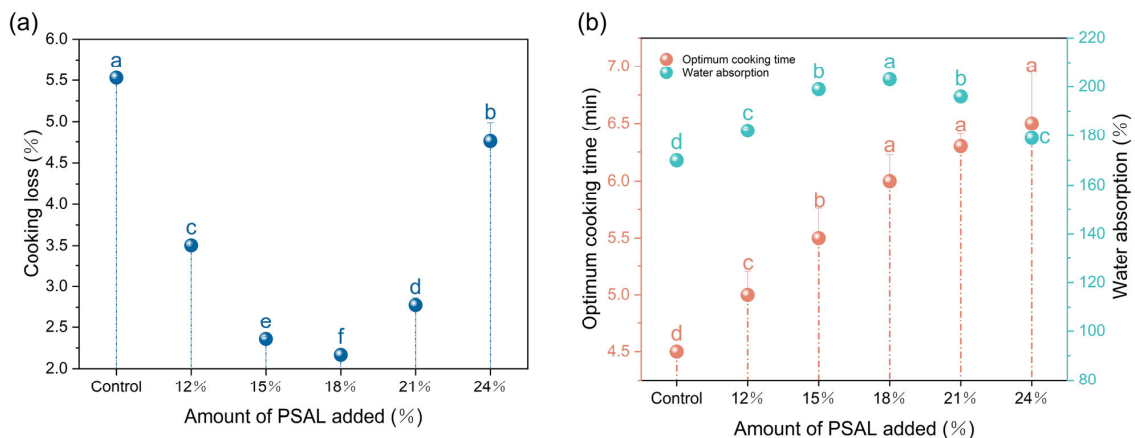 (a)
6.0
5.5
5.0
4.5
4.0
3.5
3.0
2.5
2.0
Cooking loss (%)
a
c
e
f
d
b
Control 12% 15% 18% 21% 24%
Amount of PSAL added (%)
(b)
7.0
6.5
6.0
5.5
5.0
4.5
Optimum cooking time (min)
Optimum cooking time
Water absorption
d
c
b
a
b
c
d
c
b
a
a
a
220
200
180
160
140
120
100
80
Water absorption (%)
Control 12% 15% 18% 21% 24%
Amount of PSAL added (%)